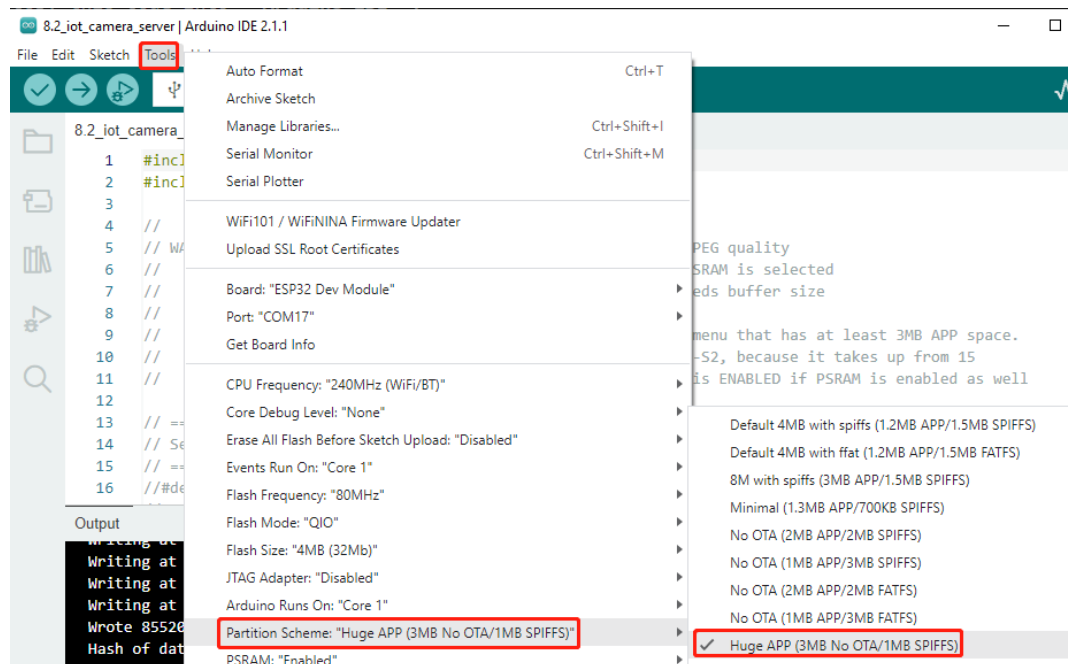 8.2_iot_camera_server | Arduino IDE 2.1.1
File Edit Sketch Tools
Auto Format Ctrl+T
Archive Sketch
Manage Libraries... Ctrl+Shift+I
Serial Monitor Ctrl+Shift+M
Serial Plotter
WiFi101 / WiFiNINA Firmware Updater
Upload SSL Root Certificates
Board: "ESP32 Dev Module"
Port: "COM17"
Get Board Info
CPU Frequency: "240MHz (WiFi/BT)"
Core Debug Level: "None"
Erase All Flash Before Sketch Upload: "Disabled"
Events Run On: "Core 1"
Flash Frequency: "80MHz"
Flash Mode: "QIO"
Flash Size: "4MB (32Mb)"
JTAG Adapter: "Disabled"
Arduino Runs On: "Core 1"
Partition Scheme: "Huge APP (3MB No OTA/1MB SPIFFS)"
PSRAM: "Enabled"
Default 4MB with spiffs (1.2MB APP/1.5MB SPIFFS)
Default 4MB with ffat (1.2MB APP/1.5MB FATFS)
8M with spiffs (3MB APP/1.5MB SPIFFS)
Minimal (1.3MB APP/700KB SPIFFS)
No OTA (2MB APP/2MB SPIFFS)
No OTA (1MB APP/3MB SPIFFS)
No OTA (2MB APP/2MB FATFS)
No OTA (1MB APP/3MB FATFS)
Huge APP (3MB No OTA/1MB SPIFFS)
8.2_iot_camera_
1 #incl
2 #incl
3
4 //
5 // WA PEG quality
6 // SRAM is selected
7 // eds buffer size
8 //
9 // menu that has at least 3MB APP space.
10 // -S2, because it takes up from 15
11 // is ENABLED if PSRAM is enabled as well
12
13 // ==
14 // Se
15 // ==
16 //#de
Output
Writing at
Writing at
Writing at
Writing at
Wrote 85520
Hash of dat